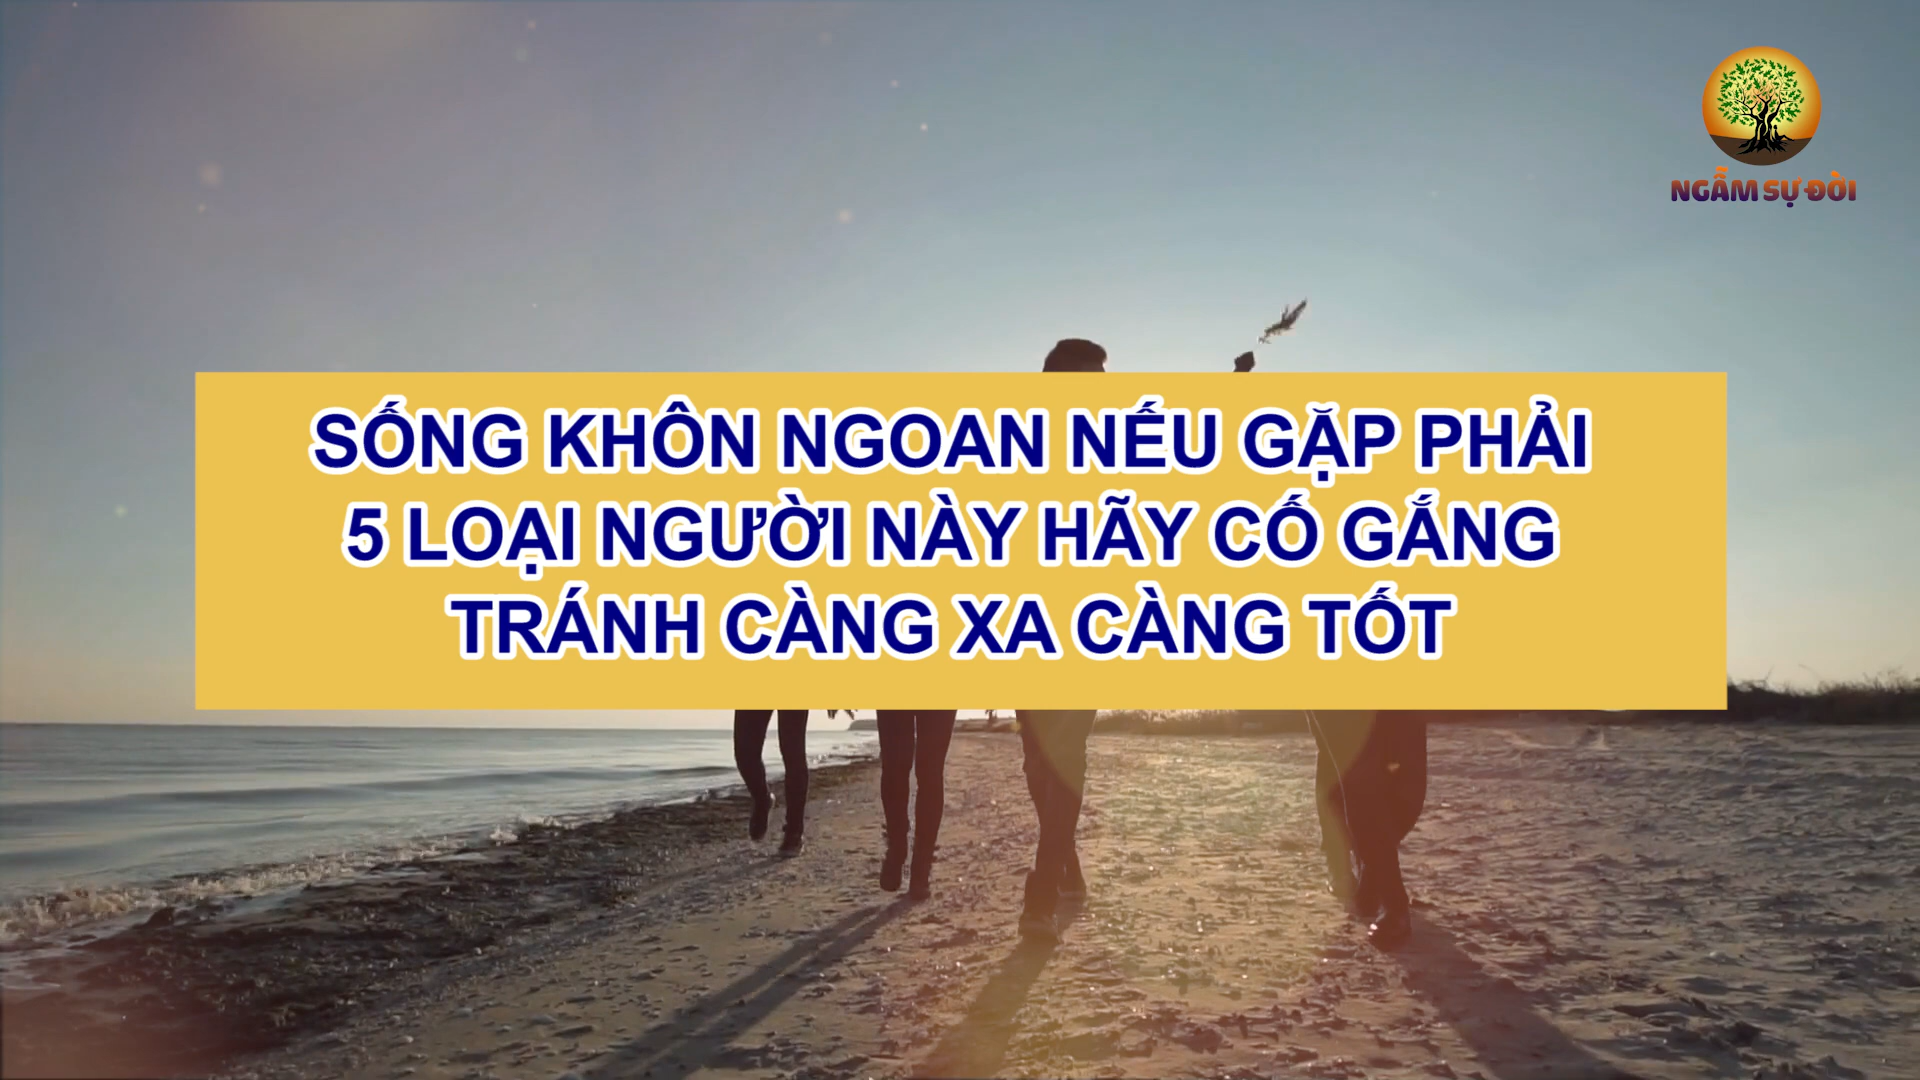 NGẪM SỰ ĐỜI
SỐNG KHÔN NGOAN NẾU GẶP PHẢI
5 LOẠI NGƯỜI NÀY HÃY CỐ GẮNG
TRÁNH CÀNG XA CÀNG TỐT